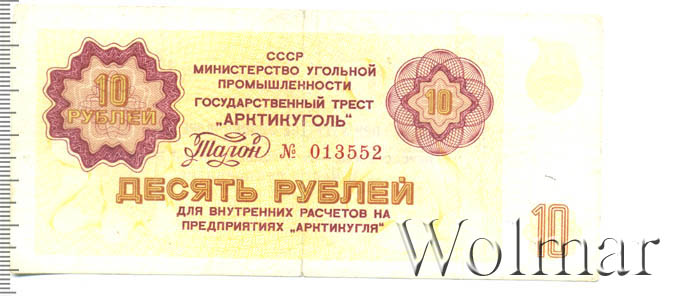 10
РУБЛЕЙ
СССР
МИНИСТЕРСТВО УГОЛЬНОЙ
ПРОМЫШЛЕННОСТИ
ГОСУДАРСТВЕННЫЙ ТРЕСТ
„АРКТИКУГОЛЬ"
Талон № 013552
10
ДЕСЯТЬ РУБЛЕЙ
ДЛЯ ВНУТРЕННИХ РАСЧЕТОВ НА
ПРЕДПРИЯТИЯХ „АРКТИКУГЛЯ"
10
Wolmar